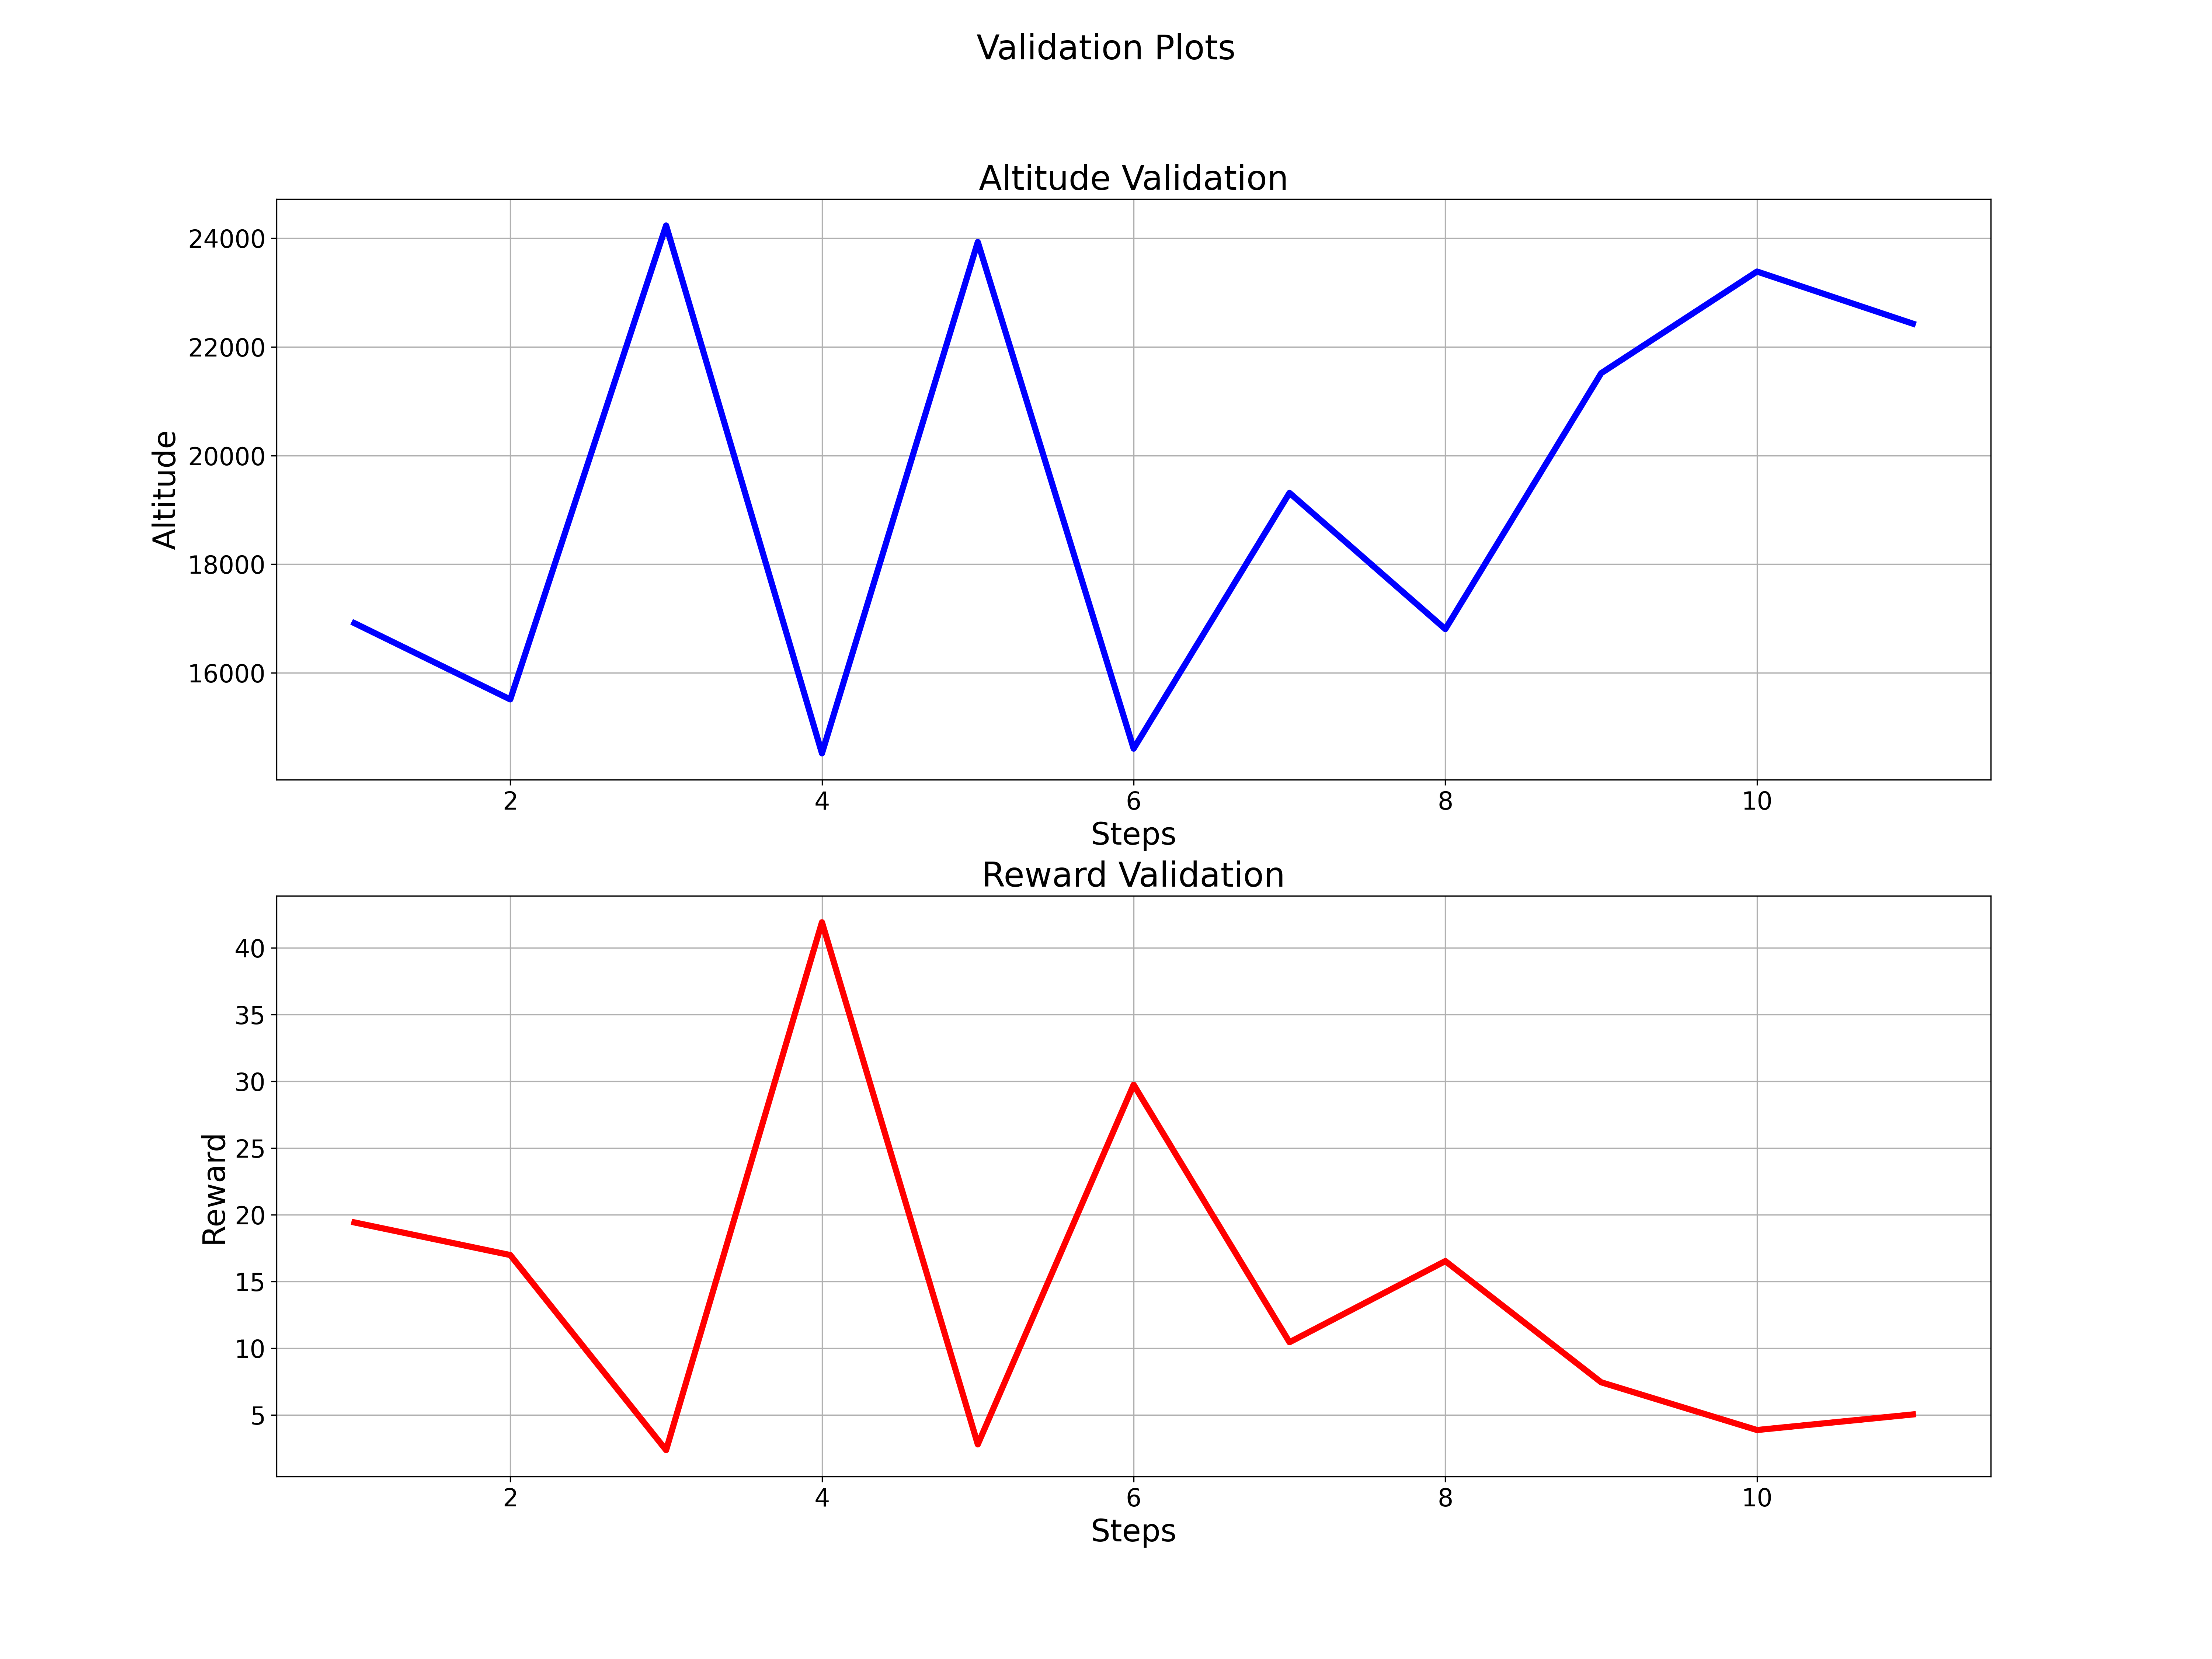 Validation Plots
Altitude Validation
24000
22000
20000
18000
16000
Altitude
2 4 6 8 10
Steps
Reward Validation
40
35
30
25
20
15
10
5
Reward
2 4 6 8 10
Steps